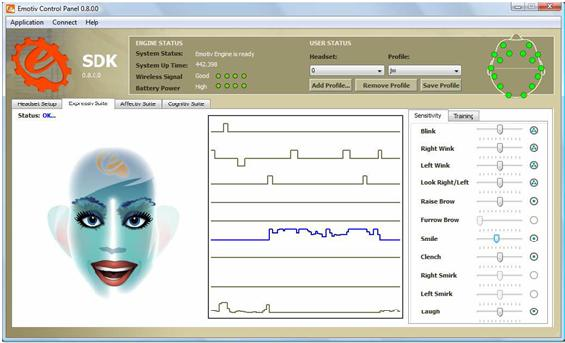 Emotiv Control Panel 0.8.00
Application Connect Help
SDK
0.8.0.0
ENGINE STATUS
System Status: Emotiv Engine is ready
System Up Time: 442.398
Wireless Signal Good
Battery Power High
USER STATUS
Headset: Profile:
0 jw
Add Profile... Remove Profile Save Profile
Headset Setup Expressiv Suite Affectiv Suite Cognitiv Suite
Status: OK...
Sensitivity Training
Blink
Right Wink
Left Wink
Look Right/Left
Raise Brow
Furrow Brow
Smile
Clench
Right Smirk
Left Smirk
Laugh